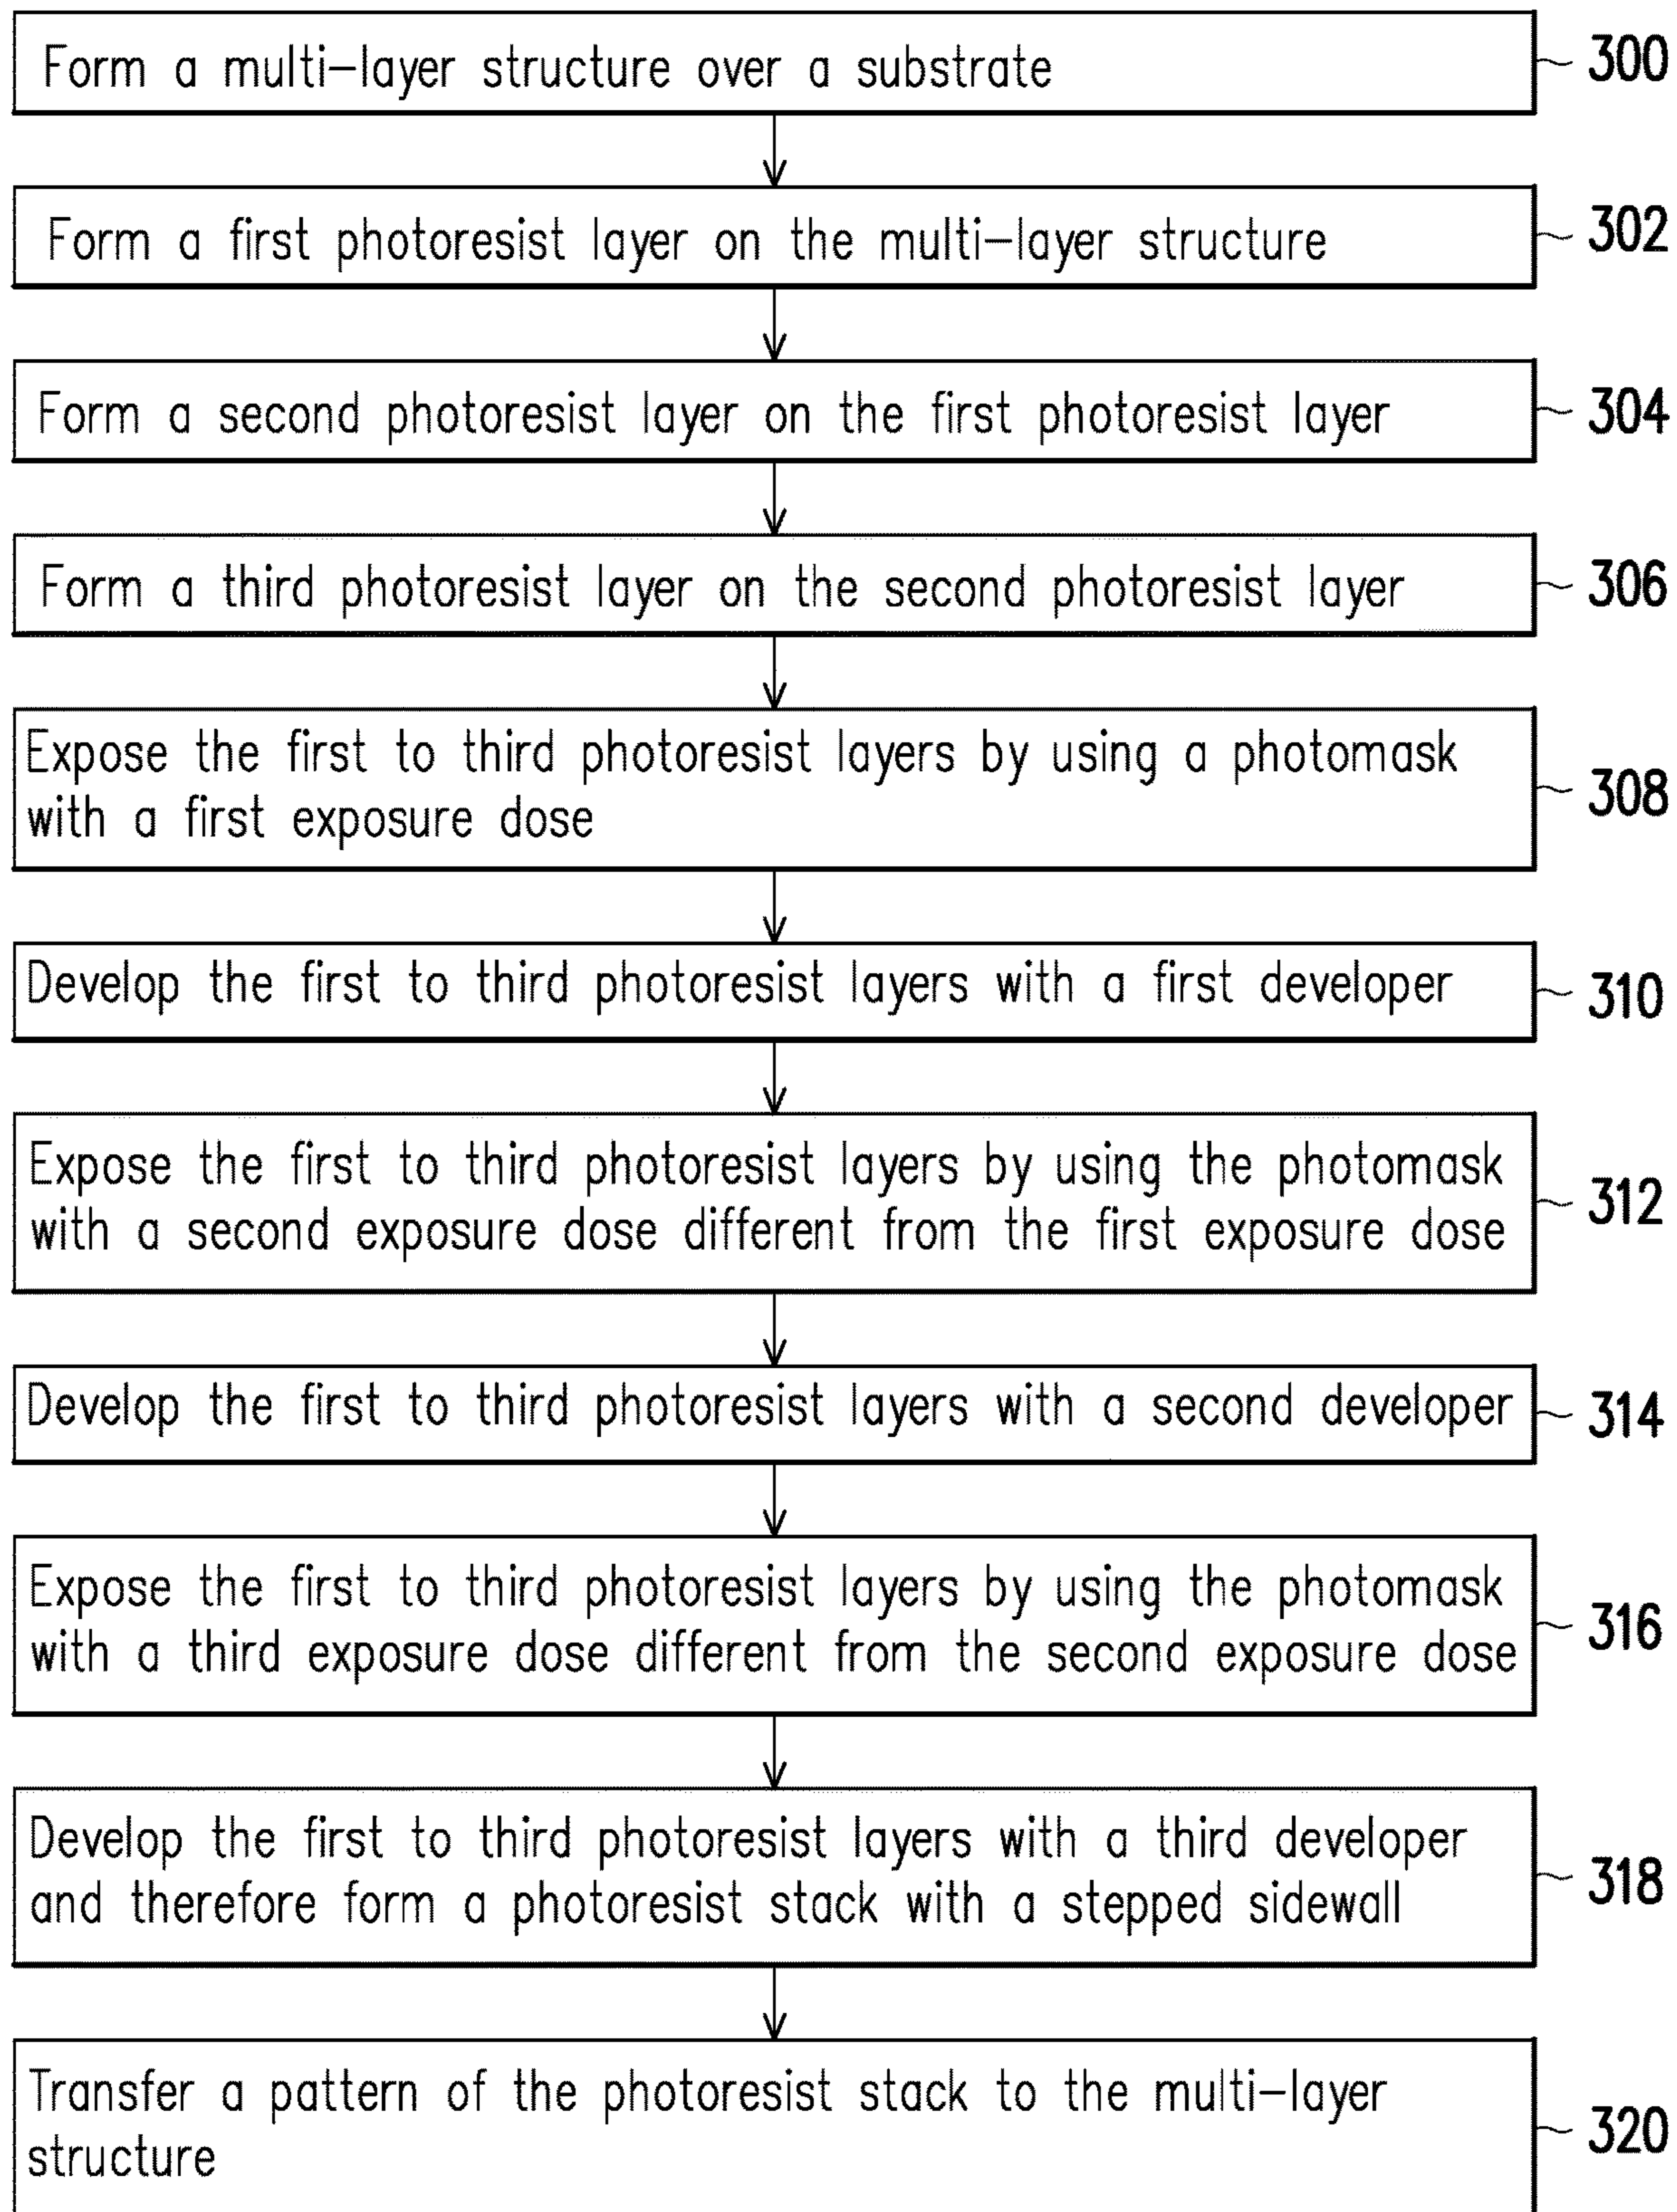 Form a multi-layer structure over a substrate
300
Form a first photoresist layer on the multi-layer structure
302
Form a second photoresist layer on the first photoresist layer
304
Form a third photoresist layer on the second photoresist layer
306
Expose the first to third photoresist layers by using a photomask
with a first exposure dose
308
Develop the first to third photoresist layers with a first developer
310
Expose the first to third photoresist layers by using the photomask
with a second exposure dose different from the first exposure dose
312
Develop the first to third photoresist layers with a second developer
314
Expose the first to third photoresist layers by using the photomask
with a third exposure dose different from the second exposure dose
316
Develop the first to third photoresist layers with a third developer
and therefore form a photoresist stack with a stepped sidewall
318
Transfer a pattern of the photoresist stack to the multi-layer
structure
320